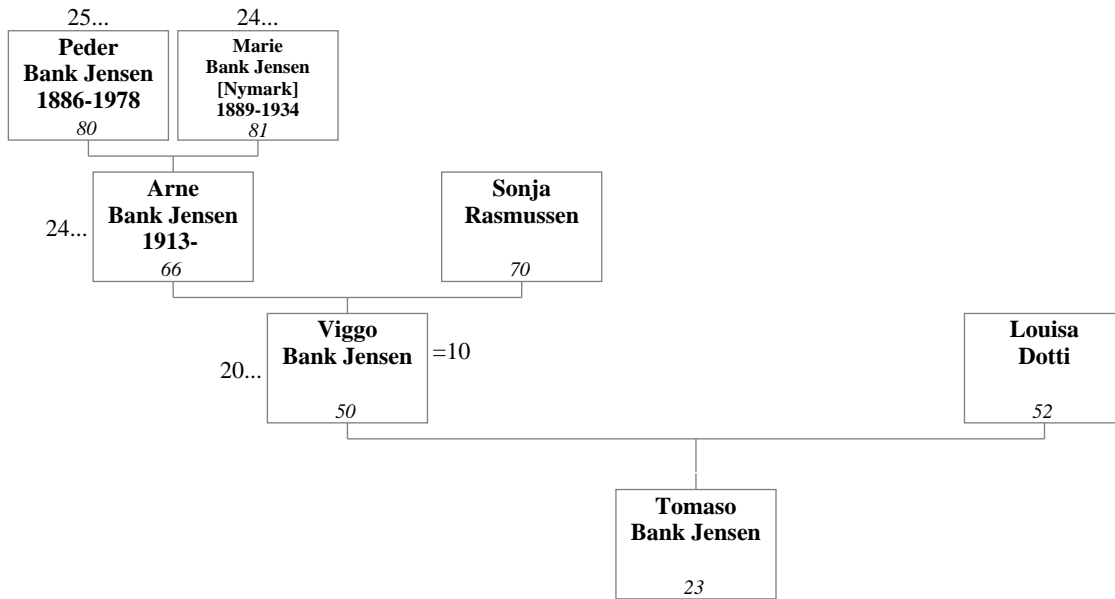 25...
24...
Peder
Bank Jensen
1886-1978
80
Marie
Bank Jensen
[Nymark]
1889-1934
81
24...
Arne
Bank Jensen
1913-
66
Sonja
Rasmussen
70
20...
Viggo
Bank Jensen
50
=10
Louisa
Dotti
52
Tomaso
Bank Jensen
23